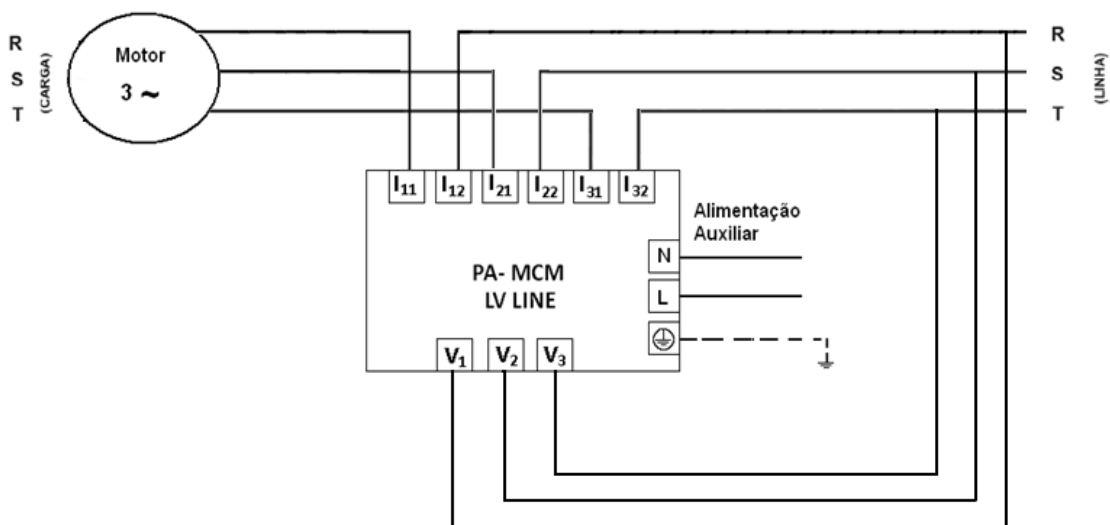 R
S
T
(CARGA)
Motor
3 ~
R
S
T
(LINHA)
I11
I12
I21
I22
I31
I32
Alimentação
Auxiliar
N
L
PA- MCM
LV LINE
V1
V2
V3